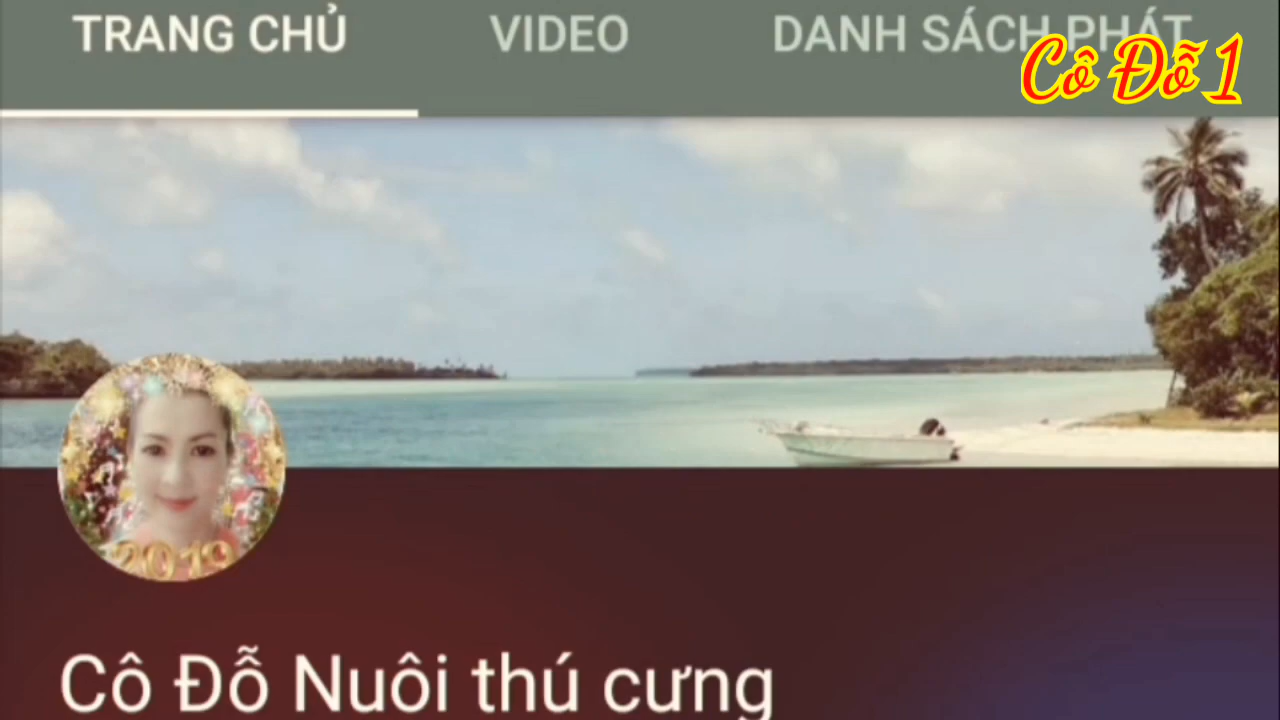 TRANG CHỦ VIDEO DANH SÁCH PHÁT
Cô Đỗ 1
2019
Cô Đỗ Nuôi thú cưng